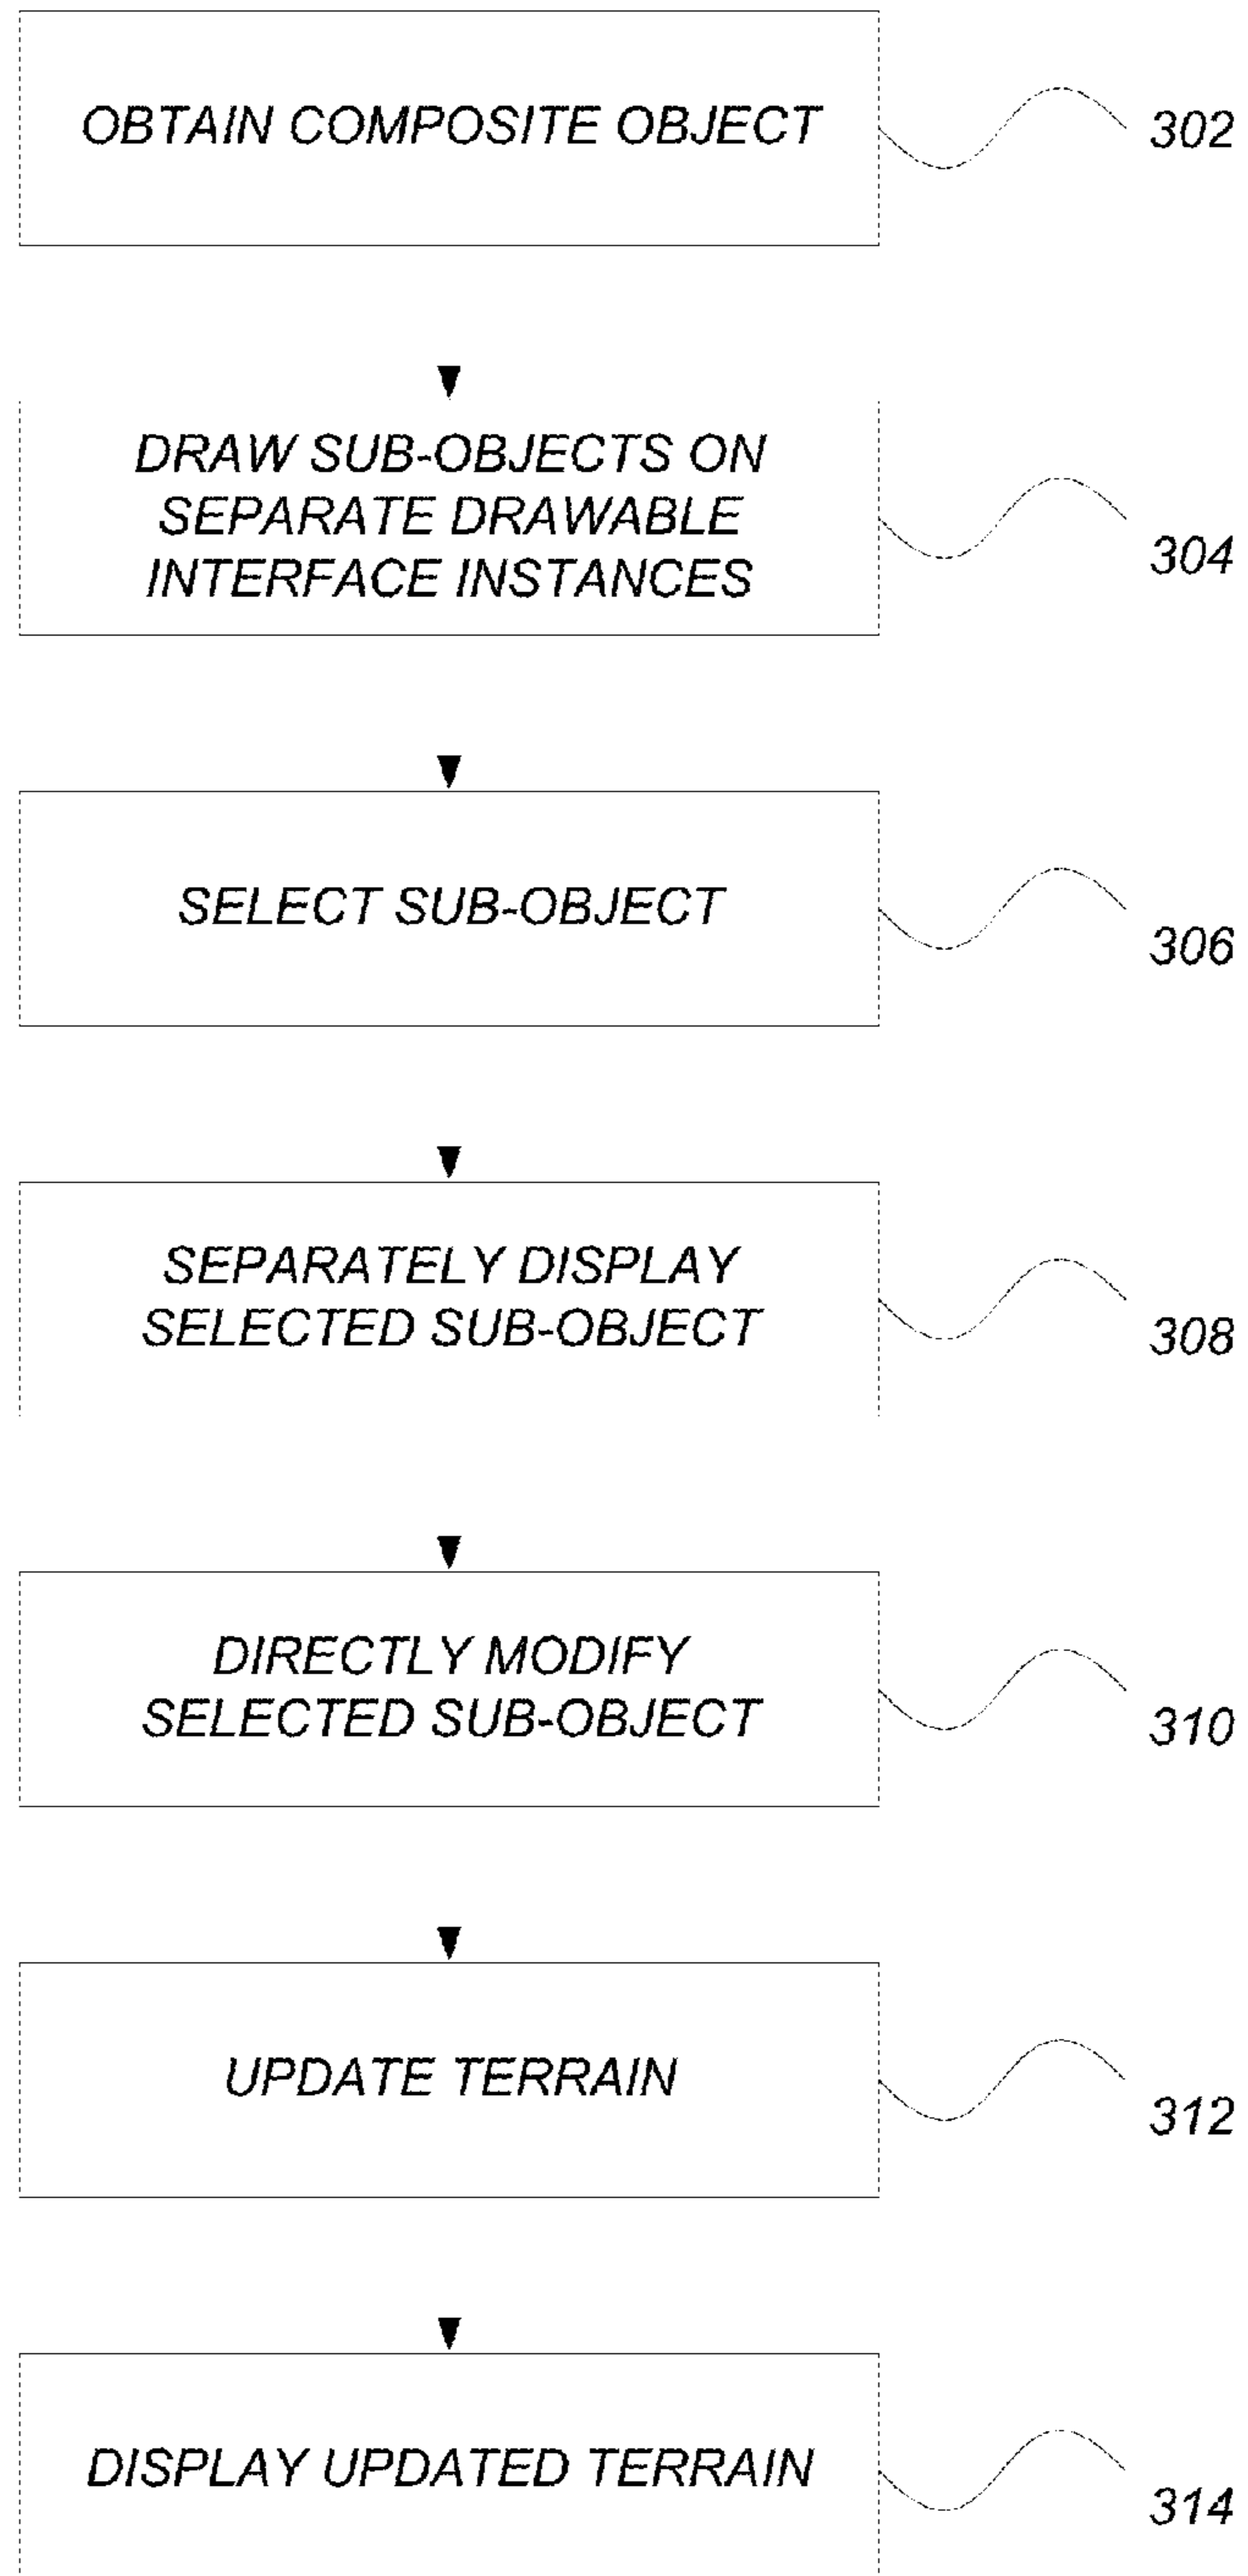 OBTAIN COMPOSITE OBJECT
302
DRAW SUB-OBJECTS ON
SEPARATE DRAWABLE
INTERFACE INSTANCES
304
SELECT SUB-OBJECT
306
SEPARATELY DISPLAY
SELECTED SUB-OBJECT
308
DIRECTLY MODIFY
SELECTED SUB-OBJECT
310
UPDATE TERRAIN
312
DISPLAY UPDATED TERRAIN
314